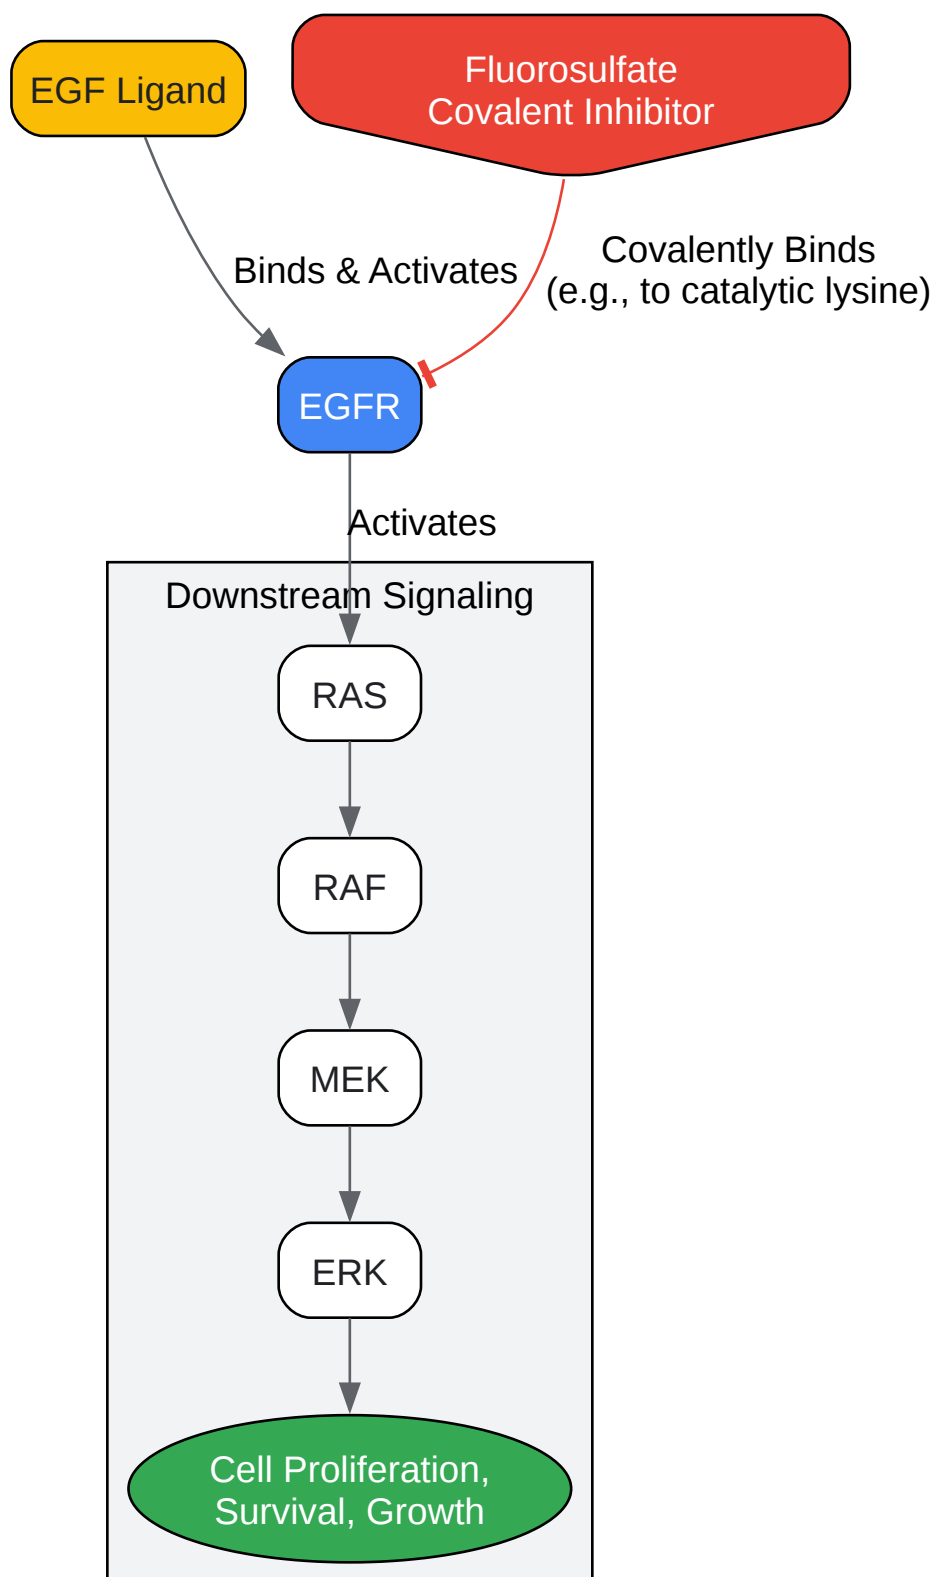 EGF Ligand
Fluorosulfate
Covalent Inhibitor
Binds & Activates
Covalently Binds
(e.g., to catalytic lysine)
EGFR
Activates
Downstream Signaling
RAS
RAF
MEK
ERK
Cell Proliferation,
Survival, Growth